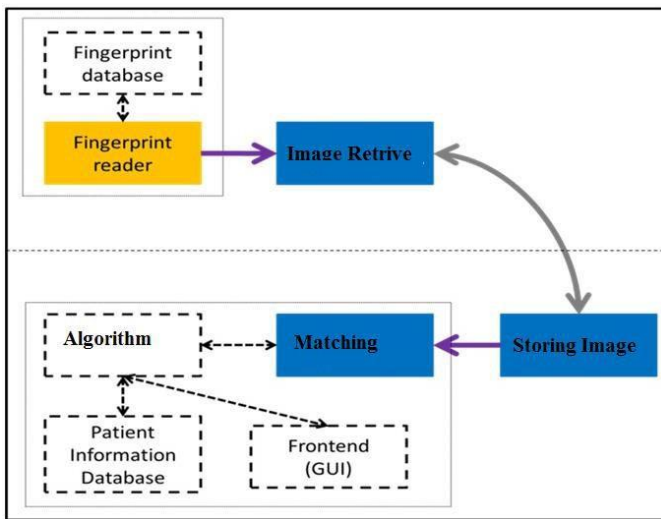 Fingerprint
database
Fingerprint
reader
Image Retrive
Algorithm
Matching
Storing Image
Patient
Information
Database
Frontend
(GUI)